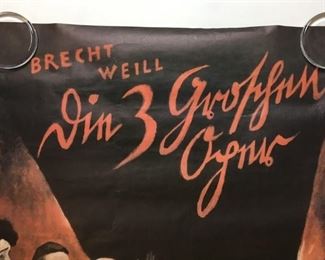 BRECHT
WEILL
Die 3 Groschen
Oper